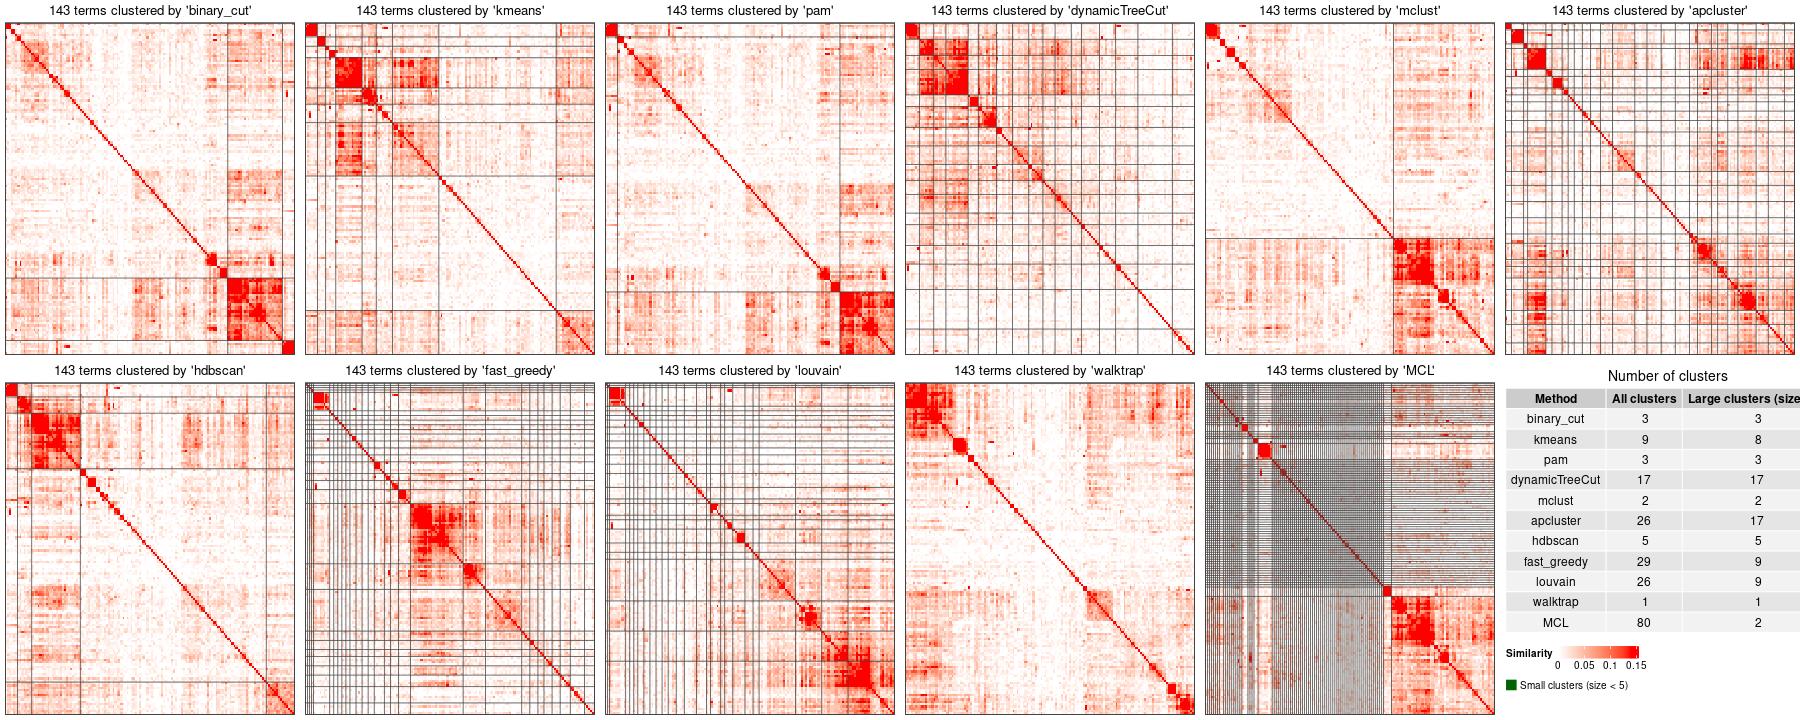 143 terms clustered by 'binary_cut'
143 terms clustered by 'kmeans'
143 terms clustered by 'pam'
143 terms clustered by 'dynamicTreeCut'
143 terms clustered by 'mclust'
143 terms clustered by 'apcluster'
143 terms clustered by 'hdbscan'
143 terms clustered by 'fast_greedy'
143 terms clustered by 'louvain'
143 terms clustered by 'walktrap'
143 terms clustered by 'MCL'
Number of clusters
Method All clusters Large clusters (size
binary_cut 3 3
kmeans 9 8
pam 3 3
dynamicTreeCut 17 17
mclust 2 2
apcluster 26 17
hdbscan 5 5
fast_greedy 29 9
louvain 26 9
walktrap 1 1
MCL 80 2
Similarity
0 0.05 0.1 0.15
Small clusters (size < 5)